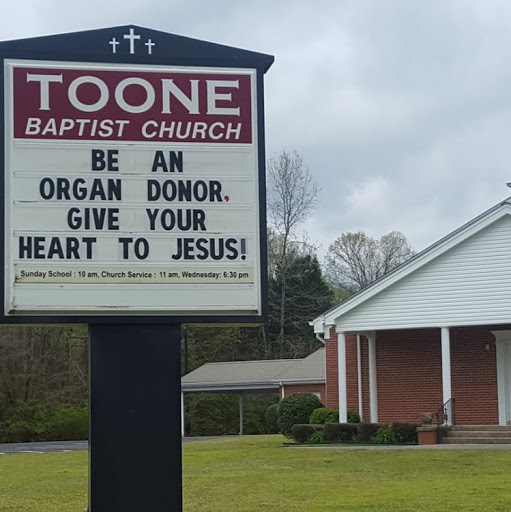 TOONE
BAPTIST CHURCH
BE AN
ORGAN DONOR.
GIVE YOUR
HEART TO JESUS!
Sunday School : 10 am, Church Service : 11 am, Wednesday: 6:30 pm